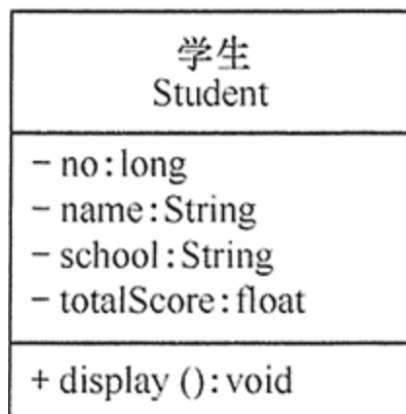 学生
Student
- no:long
- name:String
- school:String
- totalScore:float
+ display ():void